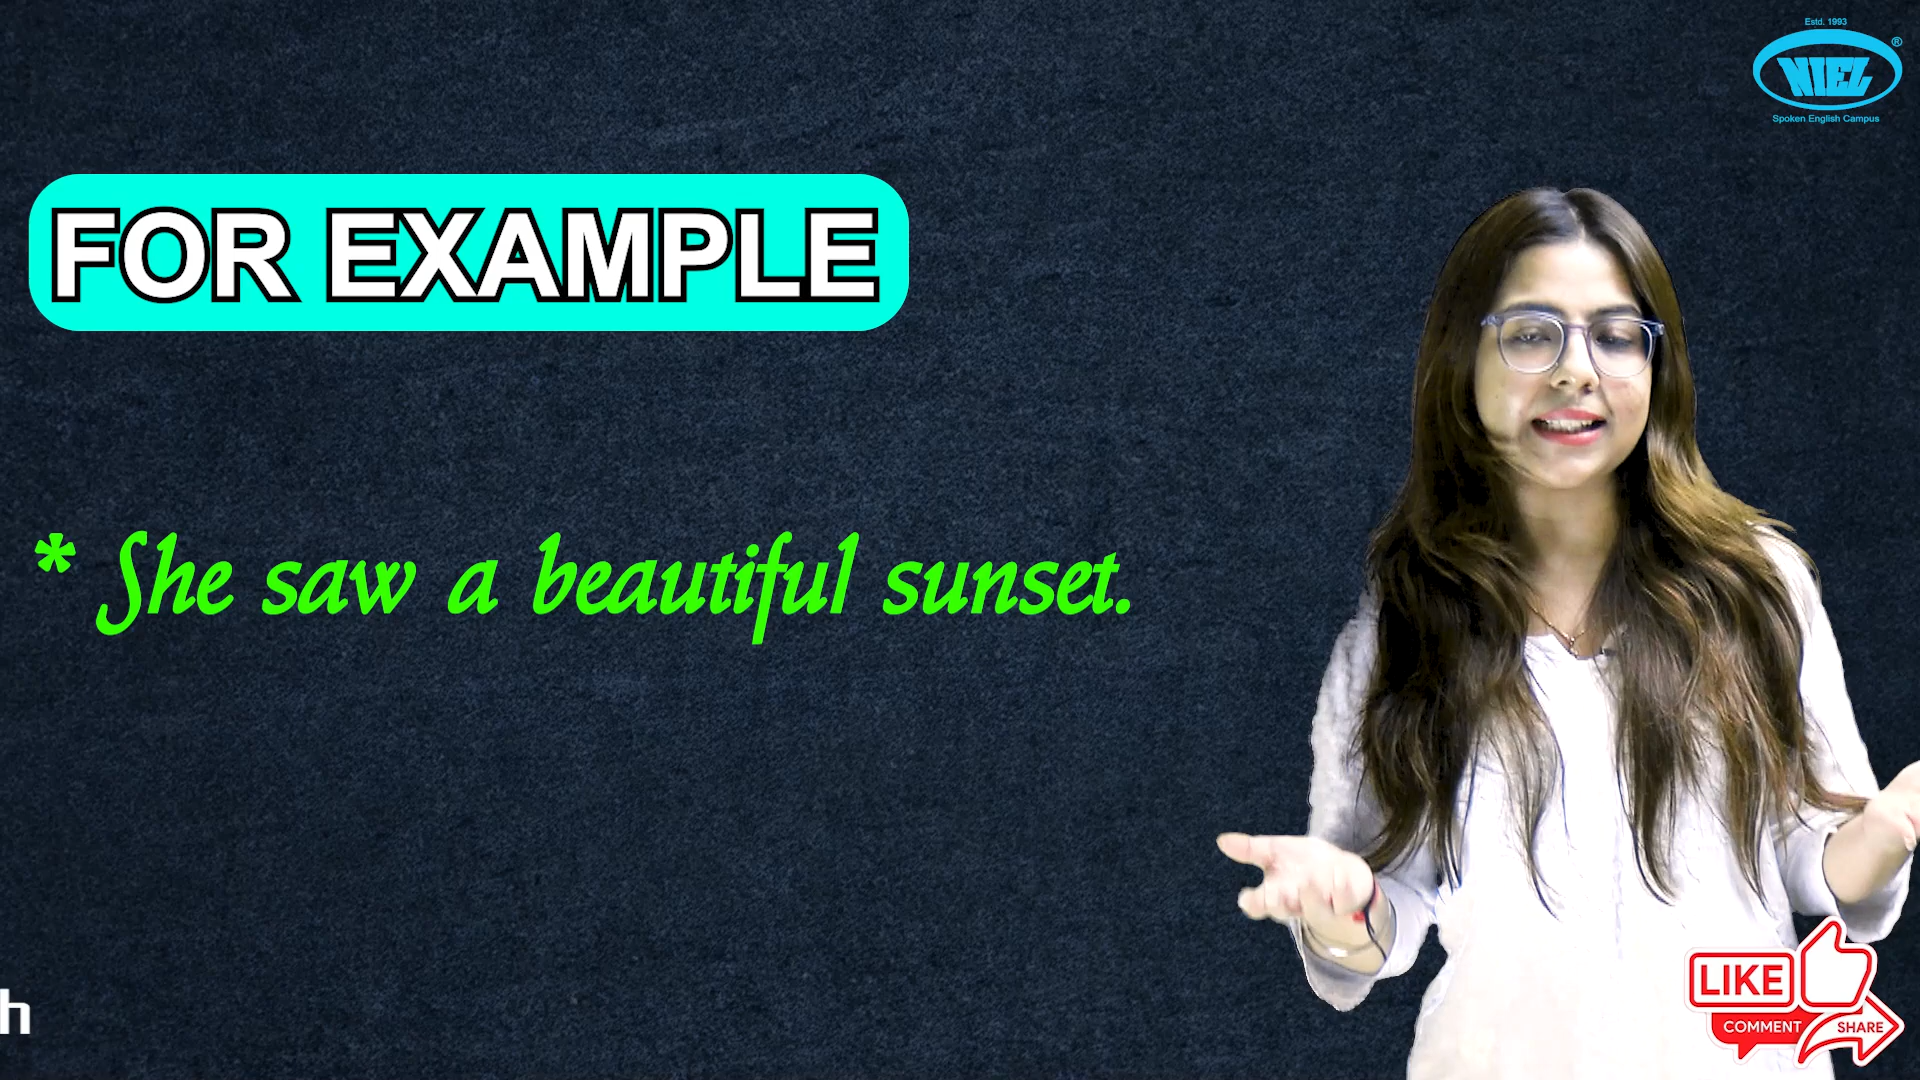 Estd. 1993
NIEL ®
Spoken English Campus
FOR EXAMPLE
* She saw a beautiful sunset.
h
LIKE
COMMENT SHARE